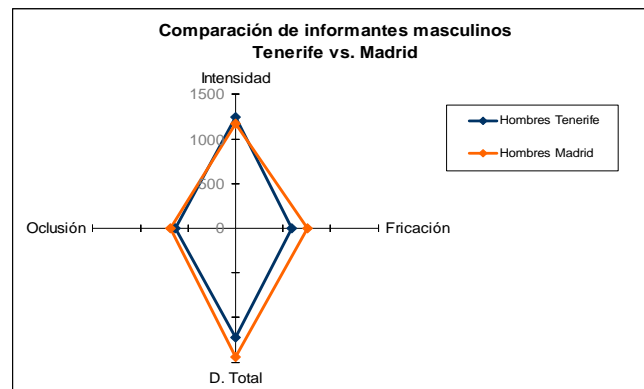 Comparación de informantes masculinos
Tenerife vs. Madrid
Intensidad
1500
1000
500
0
Oclusión
Fricación
D. Total
Hombres Tenerife
Hombres Madrid